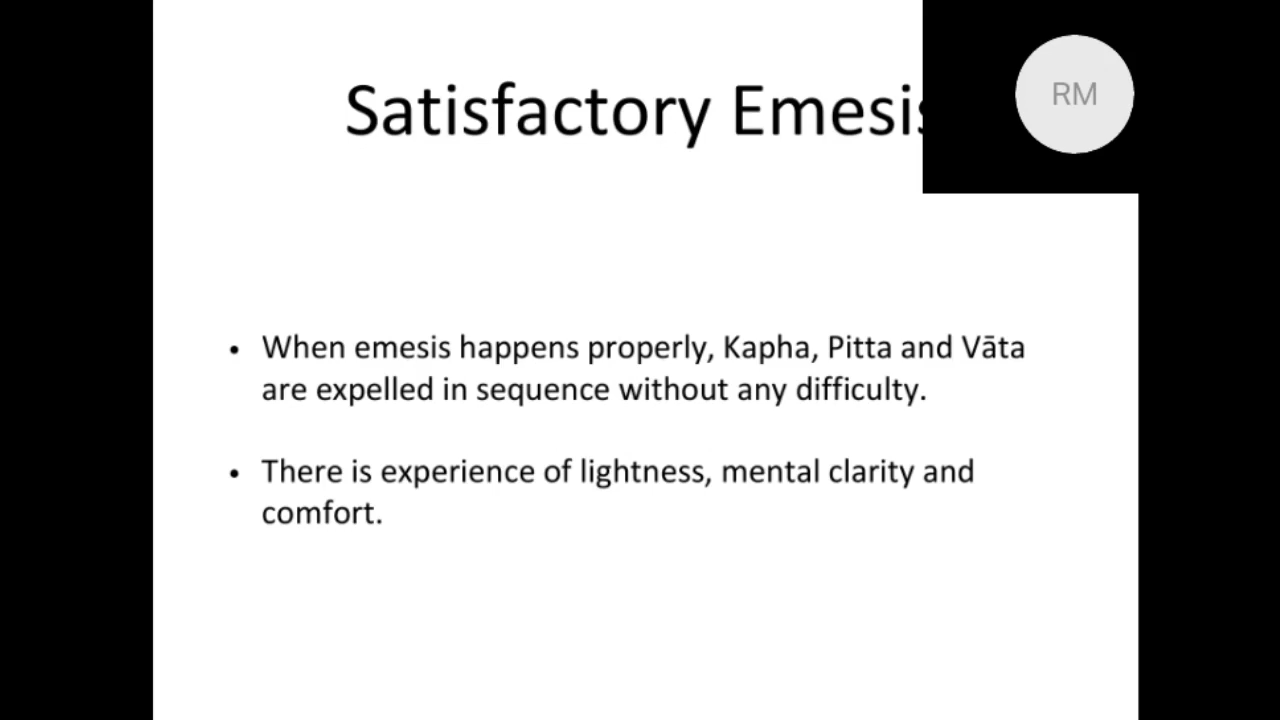 Satisfactory Emesis
RM
• When emesis happens properly, Kapha, Pitta and Vāta
are expelled in sequence without any difficulty.
• There is experience of lightness, mental clarity and
comfort.